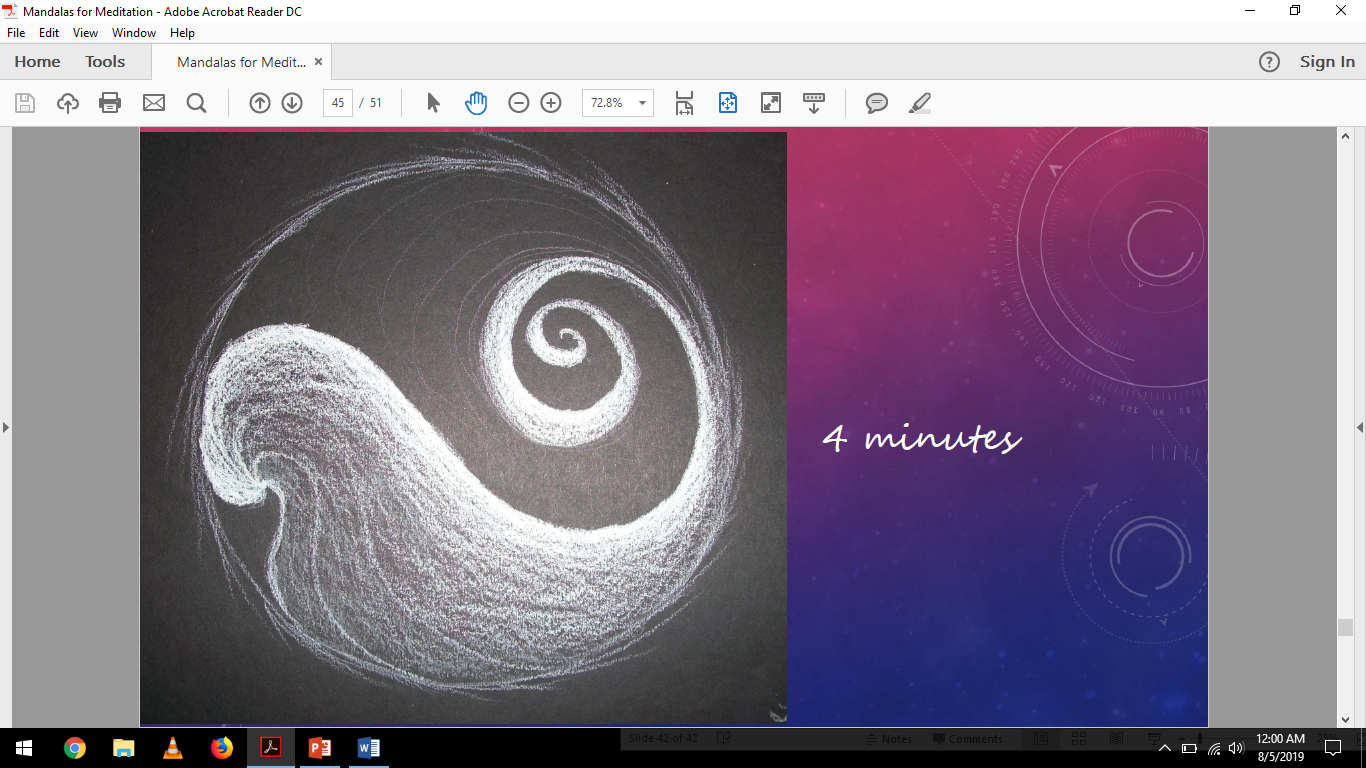 Mandalas for Meditation - Adobe Acrobat Reader DC
File Edit View Window Help
Home Tools Mandalas for Medit... × ? Sign In
45 / 51 72.8%
4 minutes
Slide 42 of 42 Notes Comments
12:00 AM
8/5/2019